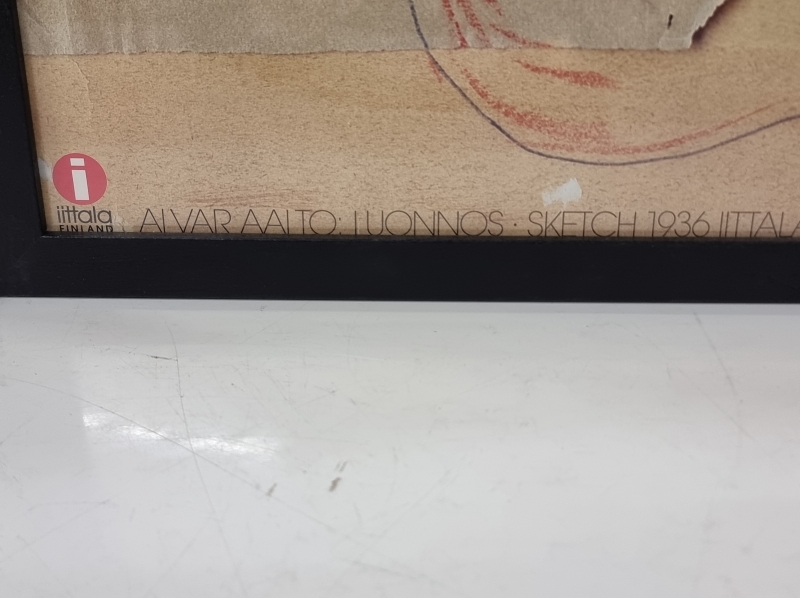 i
iittala
FINLAND
ALVAR AALTO: LUONNOS · SKETCH 1936 IITTALA